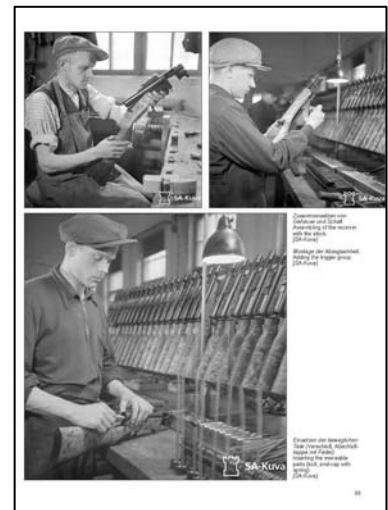 SA-Kuva
SA-Kuva
Zusammensetzen von
Gehäuse und Schaft.
Assembling of the receiver
with the stock.
[SA-Kuva]
Montage der Abzugseinheit.
Adding the trigger group.
[SA-Kuva]
SA-Kuva
Einsetzen der beweglichen
Teile (Verschluß, Abschluß-
kappe mit Feder).
Inserting the moveable
parts (bolt, end-cap with
spring).
[SA-Kuva]